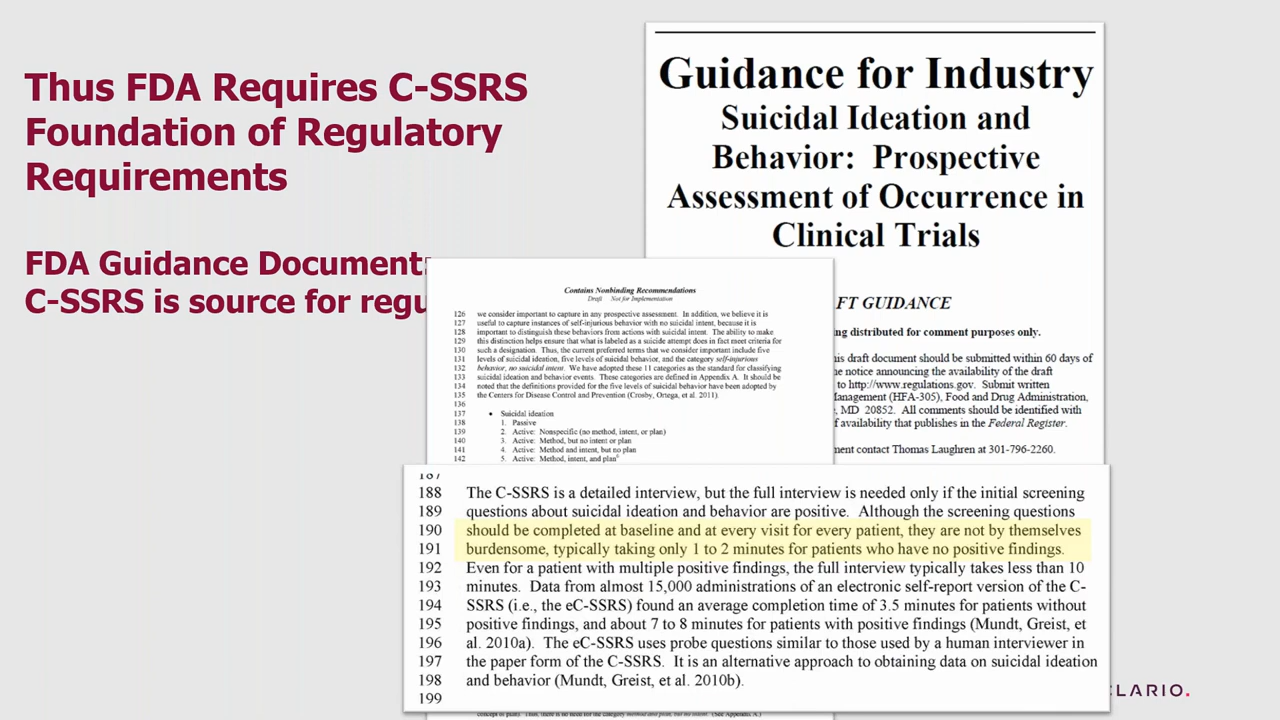 Thus FDA Requires C-SSRS
Foundation of Regulatory
Requirements
FDA Guidance Document:
C-SSRS is source for regu
Guidance for Industry
Suicidal Ideation and
Behavior: Prospective
Assessment of Occurrence in
Clinical Trials
FT GUIDANCE
ng distributed for comment purposes only.
is draft document should be submitted within 60 days of
he notice announcing the availability of the draft
to http://www.regulations.gov. Submit written
anagement (HFA-305), Food and Drug Administration,
, MD 20852. All comments should be identified with
f availability that publishes in the Federal Register.
ment contact Thomas Laughren at 301-796-2260.
Contains Nonbinding Recommendations
Draft Not for Implementation
126 we consider important to capture in any prospective assessment. In addition, we believe it is
127 useful to capture instances of self-injurious behavior with no suicidal intent, because it is
128 important to distinguish these behaviors from actions with suicidal intent. The ability to make
129 this distinction helps ensure that what is labeled as a suicide attempt does in fact meet criteria for
130 such a designation. Thus, the current preferred terms that we consider important include five
131 levels of suicidal ideation, five levels of suicidal behavior, and the category self-injurious
132 behavior, no suicidal intent. We have adopted these 11 categories as the standard for classifying
133 suicidal ideation and behavior events. These categories are defined in Appendix A. It should be
134 noted that the definitions provided for the five levels of suicidal behavior have been adopted by
135 the Centers for Disease Control and Prevention (Crosby, Ortega, et al. 2011).
136
137 • Suicidal ideation
138 1. Passive
139 2. Active: Nonspecific (no method, intent, or plan)
140 3. Active: Method, but no intent or plan
141 4. Active: Method and intent, but no plan
142 5. Active: Method, intent, and plan6
187
188 The C-SSRS is a detailed interview, but the full interview is needed only if the initial screening
189 questions about suicidal ideation and behavior are positive. Although the screening questions
190 should be completed at baseline and at every visit for every patient, they are not by themselves
191 burdensome, typically taking only 1 to 2 minutes for patients who have no positive findings.
192 Even for a patient with multiple positive findings, the full interview typically takes less than 10
193 minutes. Data from almost 15,000 administrations of an electronic self-report version of the C-
194 SSRS (i.e., the eC-SSRS) found an average completion time of 3.5 minutes for patients without
195 positive findings, and about 7 to 8 minutes for patients with positive findings (Mundt, Greist, et
196 al. 2010a). The eC-SSRS uses probe questions similar to those used by a human interviewer in
197 the paper form of the C-SSRS. It is an alternative approach to obtaining data on suicidal ideation
198 and behavior (Mundt, Greist, et al. 2010b).
199
CLARIO.